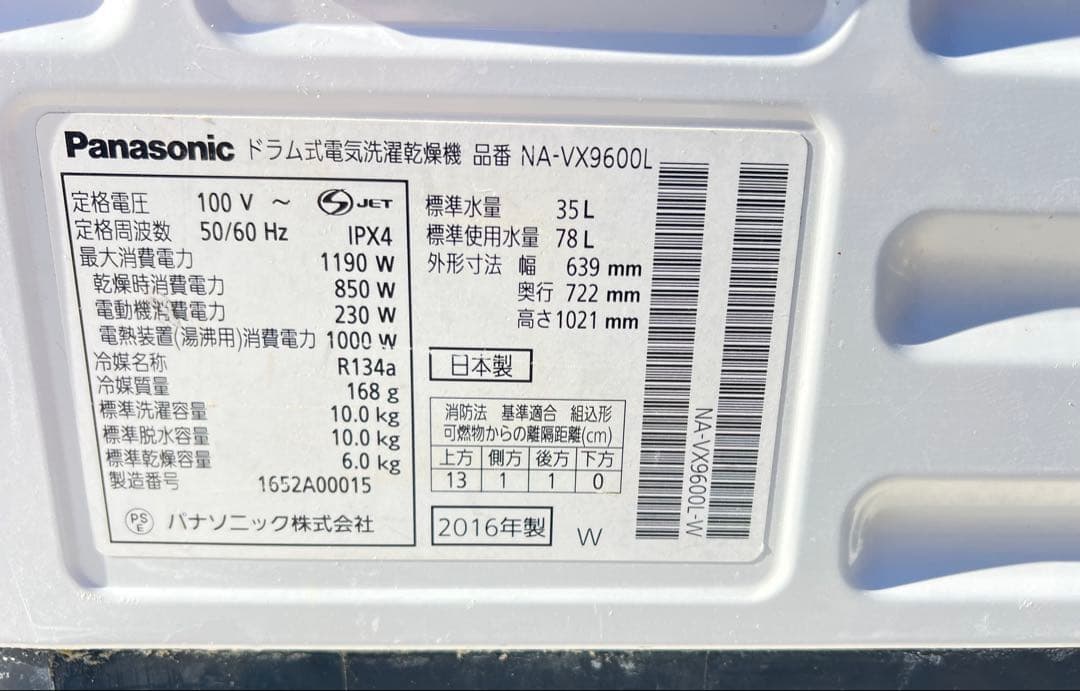 Panasonic ドラム式電気洗濯乾燥機 品番 NA-VX9600L
定格電圧 100 V ~ S JET
定格周波数 50/60 Hz IPX4
最大消費電力 1190 W
乾燥時消費電力 850 W
電動機消費電力 230 W
電熱装置(湯沸用)消費電力 1000 W
冷媒名称 R134a
冷媒質量 168 g
標準洗濯容量 10.0 kg
標準脱水容量 10.0 kg
標準乾燥容量 6.0 kg
製造番号 1652A00015
PS E パナソニック株式会社
標準水量 35 L
標準使用水量 78 L
外形寸法 幅 639 mm
奥行 722 mm
高さ 1021 mm
日本製
消防法 基準適合 組込形
可燃物からの離隔距離(cm)
上方 側方 後方 下方
13 1 1 0
2016年製 W
NA-VX9600L-W